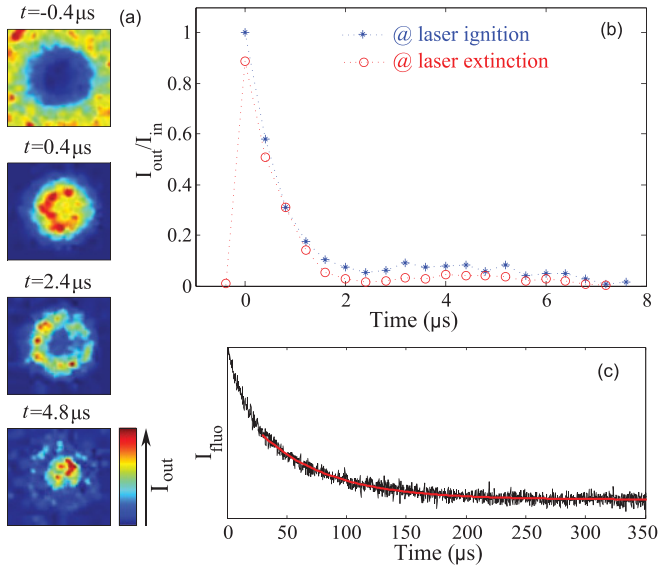 t=-0.4µs
(a)
t=0.4µs
t=2.4µs
t=4.8µs
I_out
(b)
@ laser ignition
@ laser extinction
I_out/I_in
1
0.8
0.6
0.4
0.2
0
0 2 4 6 8
Time (µs)
(c)
I_fluo
0 50 100 150 200 250 300 350
Time (µs)